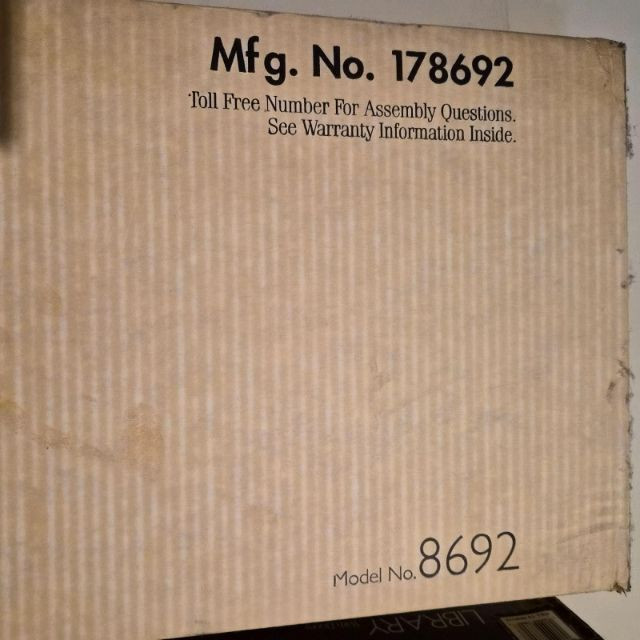 Mfg. No. 178692
Toll Free Number For Assembly Questions.
See Warranty Information Inside.
Model No. 8692
LIBRARY